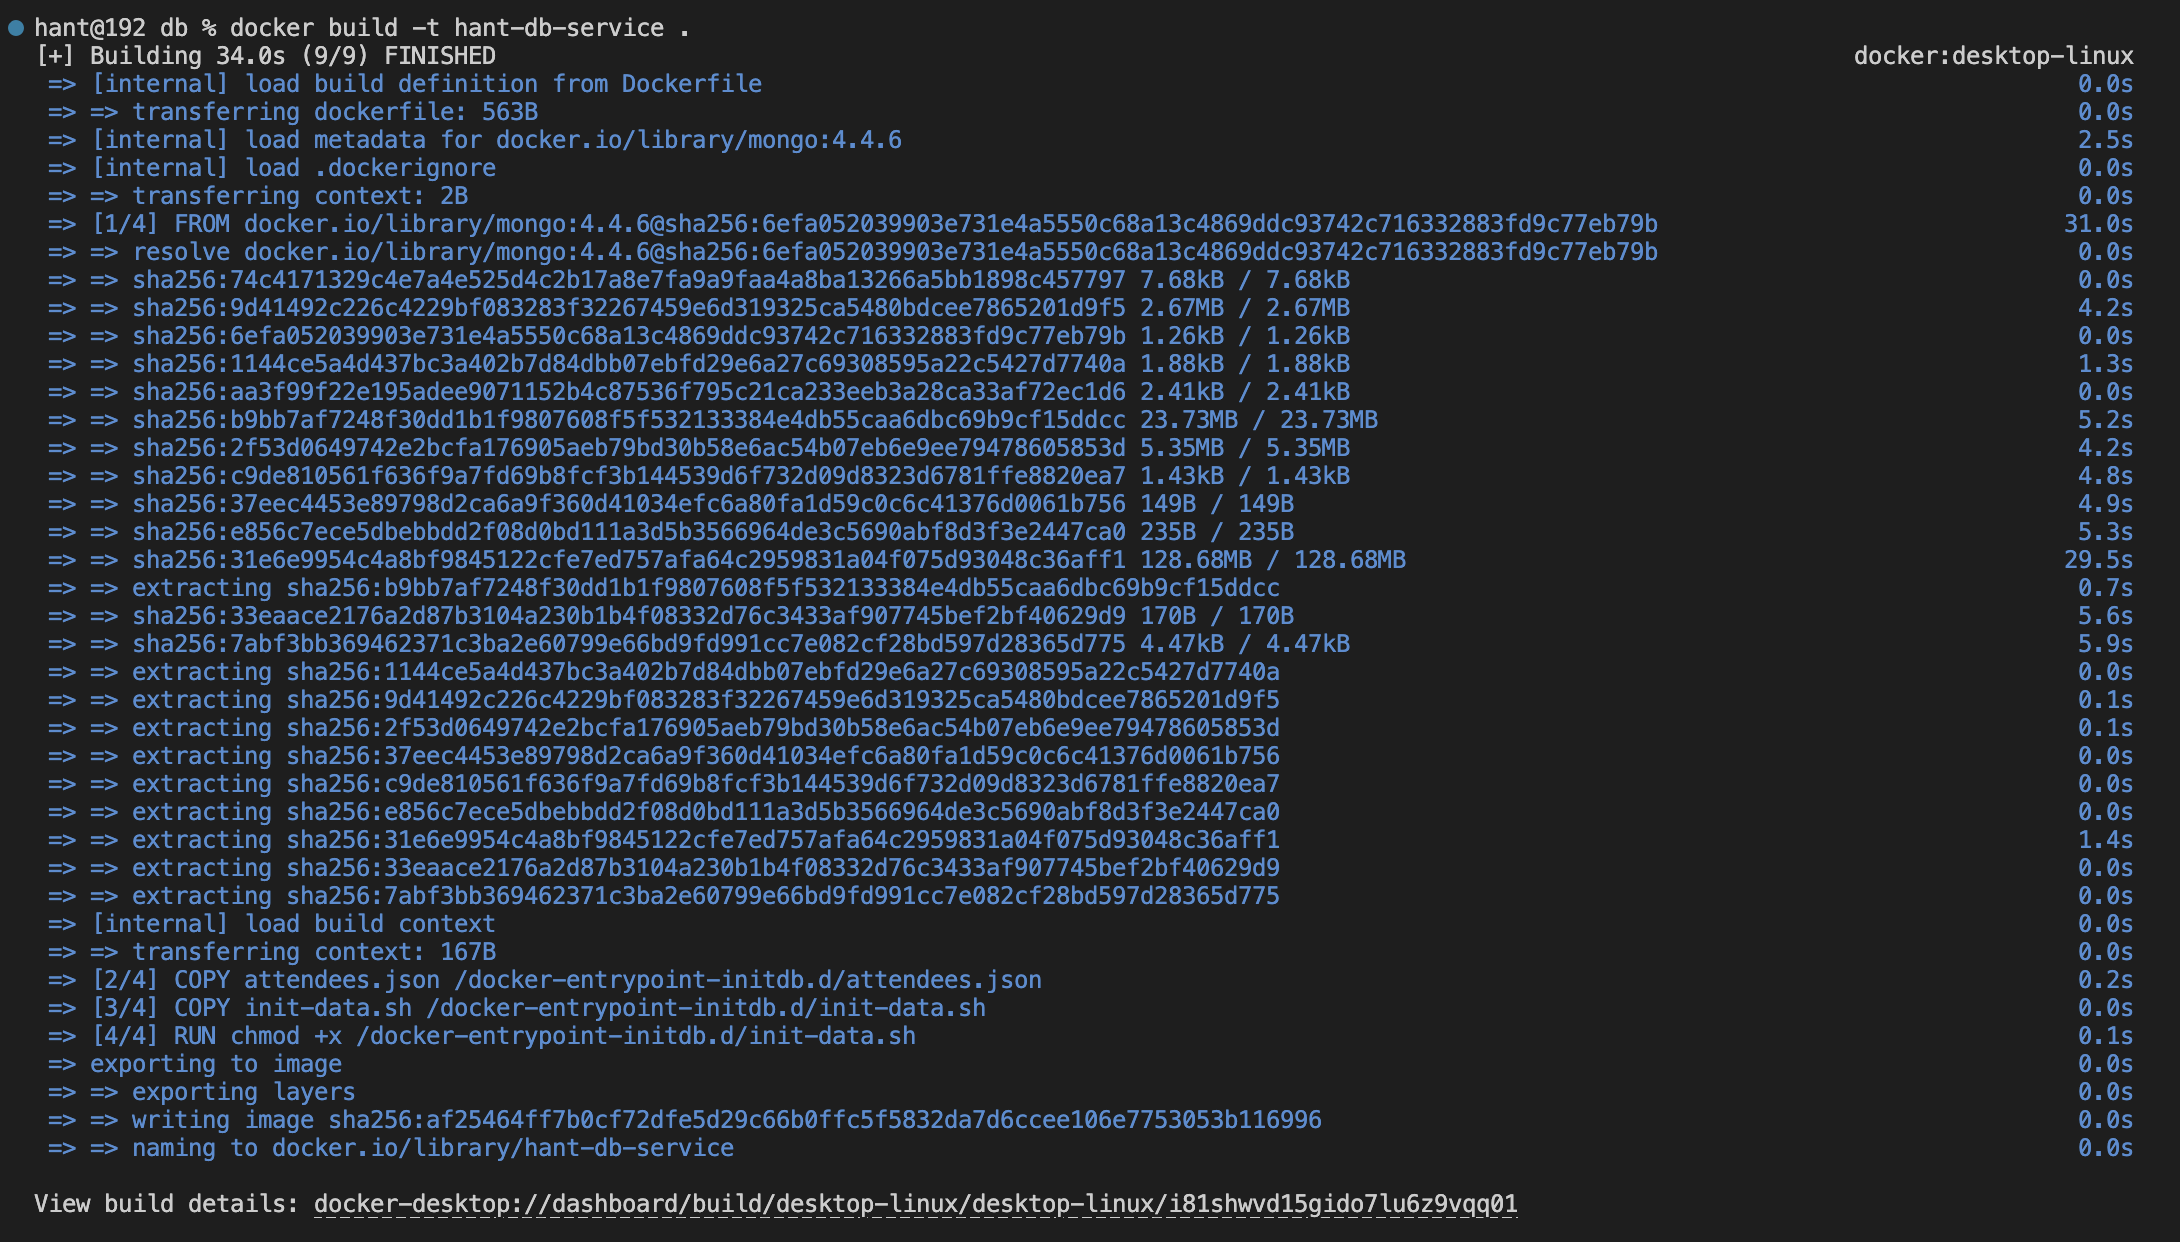 hant@192 db % docker build -t hant-db-service .
[+] Building 34.0s (9/9) FINISHED docker:desktop-linux
=> [internal] load build definition from Dockerfile 0.0s
=> => transferring dockerfile: 563B 0.0s
=> [internal] load metadata for docker.io/library/mongo:4.4.6 2.5s
=> [internal] load .dockerignore 0.0s
=> => transferring context: 2B 0.0s
=> [1/4] FROM docker.io/library/mongo:4.4.6@sha256:6efa052039903e731e4a5550c68a13c4869ddc93742c716332883fd9c77eb79b 31.0s
=> => resolve docker.io/library/mongo:4.4.6@sha256:6efa052039903e731e4a5550c68a13c4869ddc93742c716332883fd9c77eb79b 0.0s
=> => sha256:74c4171329c4e7a4e525d4c2b17a8e7fa9a9faa4a8ba13266a5bb1898c457797 7.68kB / 7.68kB 0.0s
=> => sha256:9d41492c226c4229bf083283f32267459e6d319325ca5480bdcee7865201d9f5 2.67MB / 2.67MB 4.2s
=> => sha256:6efa052039903e731e4a5550c68a13c4869ddc93742c716332883fd9c77eb79b 1.26kB / 1.26kB 0.0s
=> => sha256:1144ce5a4d437bc3a402b7d84dbb07ebfd29e6a27c69308595a22c5427d7740a 1.88kB / 1.88kB 1.3s
=> => sha256:aa3f99f22e195adee9071152b4c87536f795c21ca233eeb3a28ca33af72ec1d6 2.41kB / 2.41kB 0.0s
=> => sha256:b9bb7af7248f30dd1b1f9807608f5f532133384e4db55caa6dbc69b9cf15ddcc 23.73MB / 23.73MB 5.2s
=> => sha256:2f53d0649742e2bcfa176905aeb79bd30b58e6ac54b07eb6e9ee79478605853d 5.35MB / 5.35MB 4.2s
=> => sha256:c9de810561f636f9a7fd69b8fcf3b144539d6f732d09d8323d6781ffe8820ea7 1.43kB / 1.43kB 4.8s
=> => sha256:37eec4453e89798d2ca6a9f360d41034efc6a80fa1d59c0c6c41376d0061b756 149B / 149B 4.9s
=> => sha256:e856c7ece5dbebbdd2f08d0bd111a3d5b3566964de3c5690abf8d3f3e2447ca0 235B / 235B 5.3s
=> => sha256:31e6e9954c4a8bf9845122cfe7ed757afa64c2959831a04f075d93048c36aff1 128.68MB / 128.68MB 29.5s
=> => extracting sha256:b9bb7af7248f30dd1b1f9807608f5f532133384e4db55caa6dbc69b9cf15ddcc 0.7s
=> => sha256:33eaace2176a2d87b3104a230b1b4f08332d76c3433af907745bef2bf40629d9 170B / 170B 5.6s
=> => sha256:7abf3bb369462371c3ba2e60799e66bd9fd991cc7e082cf28bd597d28365d775 4.47kB / 4.47kB 5.9s
=> => extracting sha256:1144ce5a4d437bc3a402b7d84dbb07ebfd29e6a27c69308595a22c5427d7740a 0.0s
=> => extracting sha256:9d41492c226c4229bf083283f32267459e6d319325ca5480bdcee7865201d9f5 0.1s
=> => extracting sha256:2f53d0649742e2bcfa176905aeb79bd30b58e6ac54b07eb6e9ee79478605853d 0.1s
=> => extracting sha256:37eec4453e89798d2ca6a9f360d41034efc6a80fa1d59c0c6c41376d0061b756 0.0s
=> => extracting sha256:c9de810561f636f9a7fd69b8fcf3b144539d6f732d09d8323d6781ffe8820ea7 0.0s
=> => extracting sha256:e856c7ece5dbebbdd2f08d0bd111a3d5b3566964de3c5690abf8d3f3e2447ca0 0.0s
=> => extracting sha256:31e6e9954c4a8bf9845122cfe7ed757afa64c2959831a04f075d93048c36aff1 1.4s
=> => extracting sha256:33eaace2176a2d87b3104a230b1b4f08332d76c3433af907745bef2bf40629d9 0.0s
=> => extracting sha256:7abf3bb369462371c3ba2e60799e66bd9fd991cc7e082cf28bd597d28365d775 0.0s
=> [internal] load build context 0.0s
=> => transferring context: 167B 0.0s
=> [2/4] COPY attendees.json /docker-entrypoint-initdb.d/attendees.json 0.2s
=> [3/4] COPY init-data.sh /docker-entrypoint-initdb.d/init-data.sh 0.0s
=> [4/4] RUN chmod +x /docker-entrypoint-initdb.d/init-data.sh 0.1s
=> exporting to image 0.0s
=> => exporting layers 0.0s
=> => writing image sha256:af25464ff7b0cf72dfe5d29c66b0ffc5f5832da7d6ccee106e7753053b116996 0.0s
=> => naming to docker.io/library/hant-db-service 0.0s
View build details: docker-desktop://dashboard/build/desktop-linux/desktop-linux/i81shwvd15gido7lu6z9vqq01